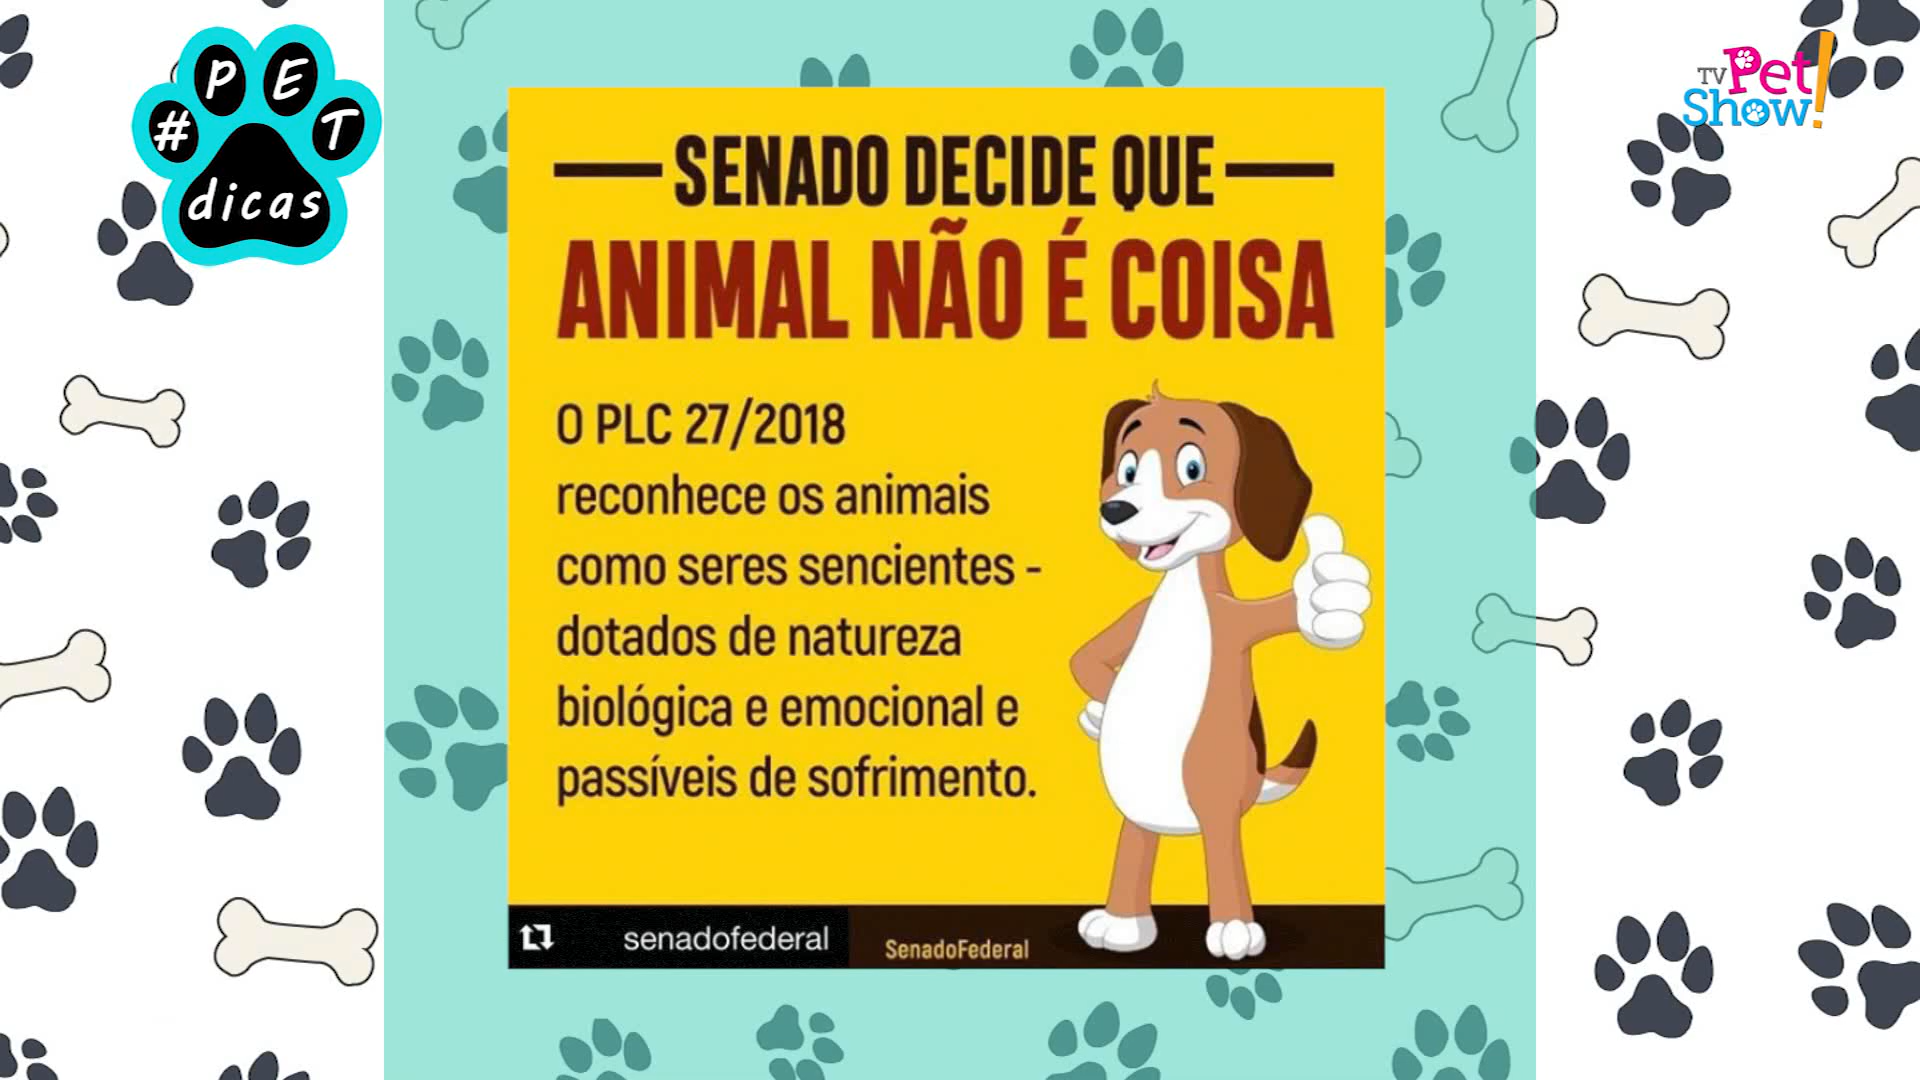 #PET
dicas
TV Pet
Show!
SENADO DECIDE QUE
ANIMAL NÃO É COISA
O PLC 27/2018
reconhece os animais
como seres sencientes -
dotados de natureza
biológica e emocional e
passíveis de sofrimento.
senadofederal
SenadoFederal